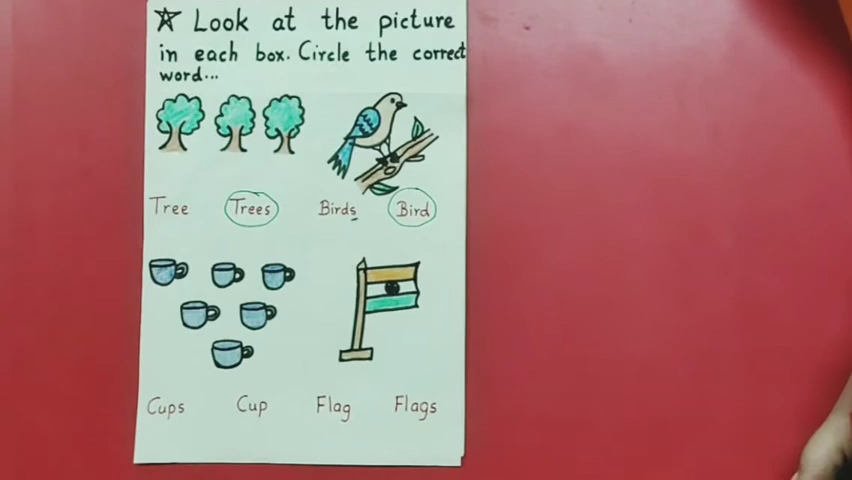 Look at the picture
in each box. Circle the correct
word...
Tree Trees Birds Bird
Cups Cup Flag Flags